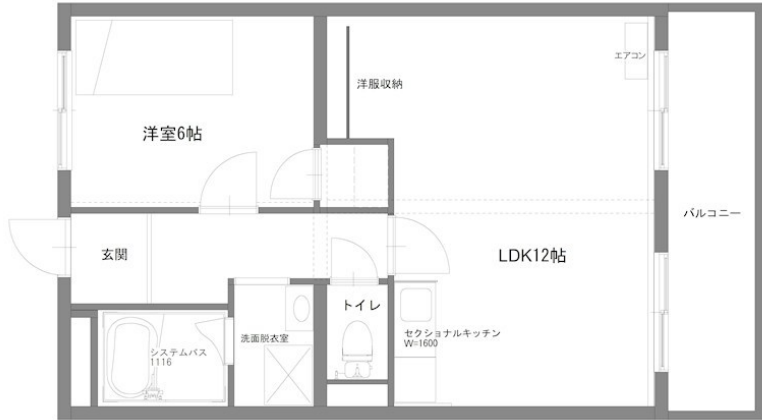 エアコン
洋服収納
洋室6帖
バルコニー
玄関
LDK12帖
トイレ
セクショナルキッチン
W=1600
洗面脱衣室
システムバス
1116